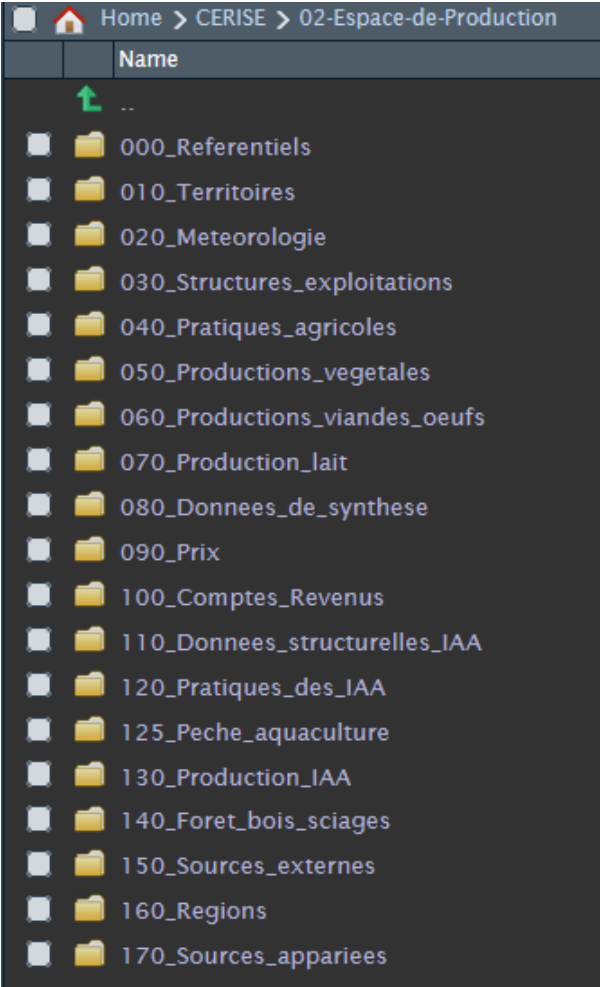 Home > CERISE > 02-Espace-de-Production
Name
..
000_Referentiels
010_Territoires
020_Meteorologie
030_Structures_exploitations
040_Pratiques_agricoles
050_Productions_vegetales
060_Productions_viandes_oeufs
070_Production_lait
080_Donnees_de_synthese
090_Prix
100_Comptes_Revenus
110_Donnees_structurelles_IAA
120_Pratiques_des_IAA
125_Peche_aquaculture
130_Production_IAA
140_Foret_bois_sciages
150_Sources_externes
160_Regions
170_Sources_appariees